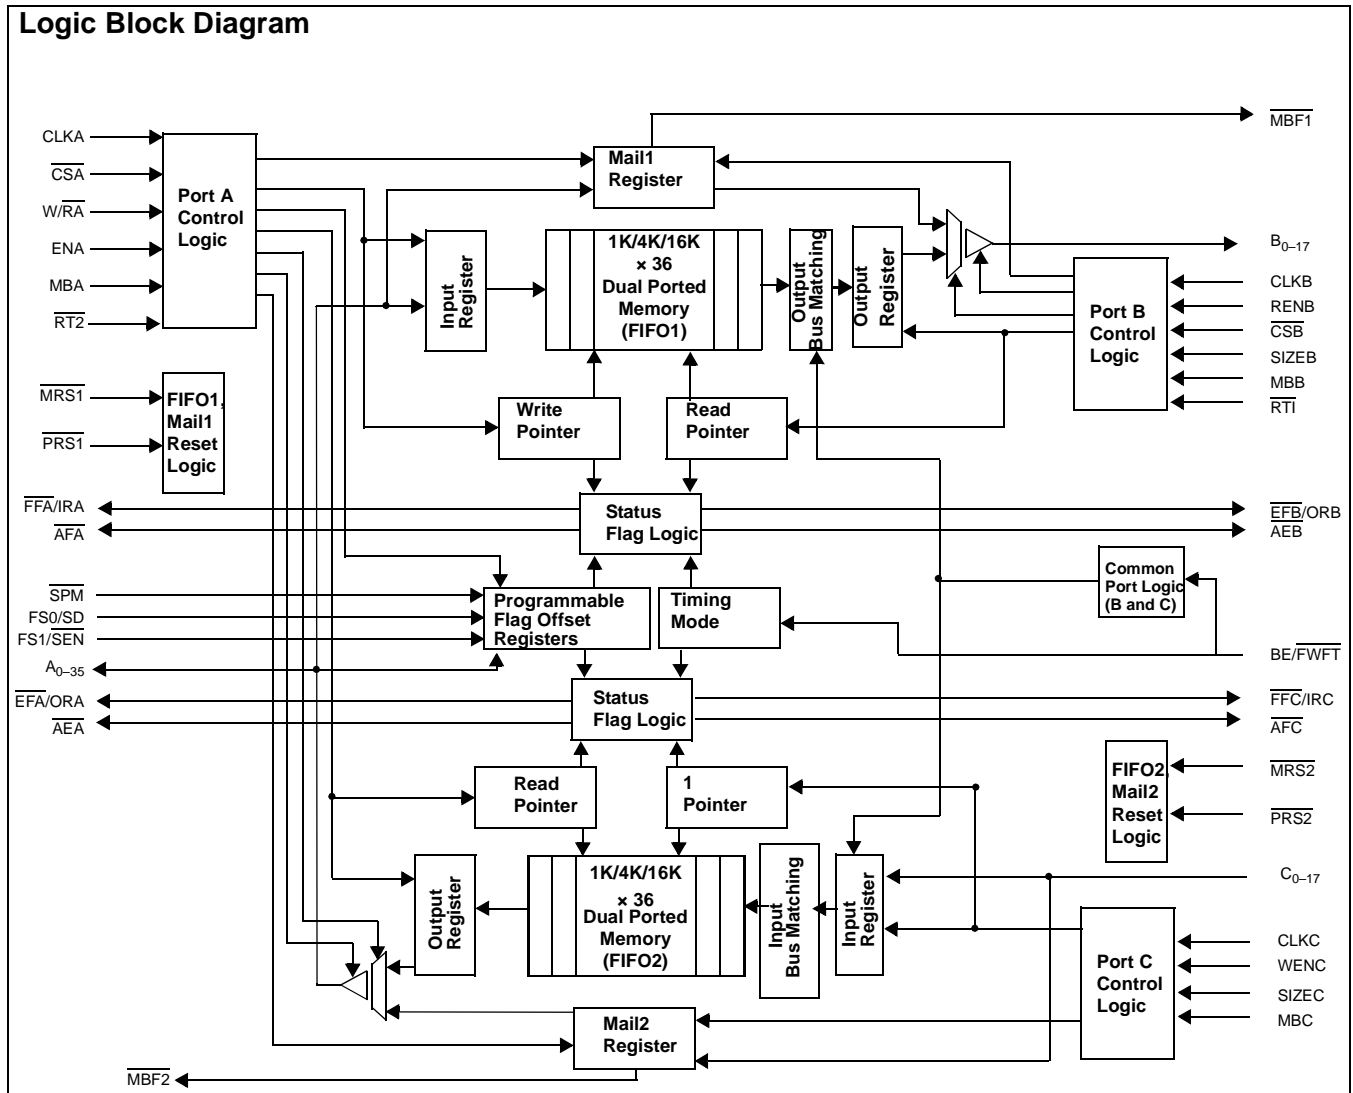 Logic Block Diagram
CLKA
CSA
W/RA
ENA
MBA
RT2
Port A
Control
Logic
Mail1
Register
MBF1
Input
Register
1K/4K/16K
× 36
Dual Ported
Memory
(FIFO1)
Output
Bus Matching
Output
Register
B0–17
Port B
Control
Logic
CLKB
RENB
CSB
SIZEB
MBB
RTI
MRS1
PRS1
FIFO1,
Mail1
Reset
Logic
Write
Pointer
Read
Pointer
FFA/IRA
AFA
Status
Flag Logic
EFB/ORB
AEB
SPM
FS0/SD
FS1/SEN
A0–35
Programmable
Flag Offset
Registers
Timing
Mode
Common
Port Logic
(B and C)
BE/FWFT
EFA/ORA
AEA
Status
Flag Logic
FFC/IRC
AFC
Read
Pointer
1
Pointer
FIFO2,
Mail2
Reset
Logic
MRS2
PRS2
Output
Register
1K/4K/16K
× 36
Dual Ported
Memory
(FIFO2)
Input
Bus Matching
Input
Register
C0–17
Port C
Control
Logic
CLKC
WENC
SIZEC
MBC
Mail2
Register
MBF2